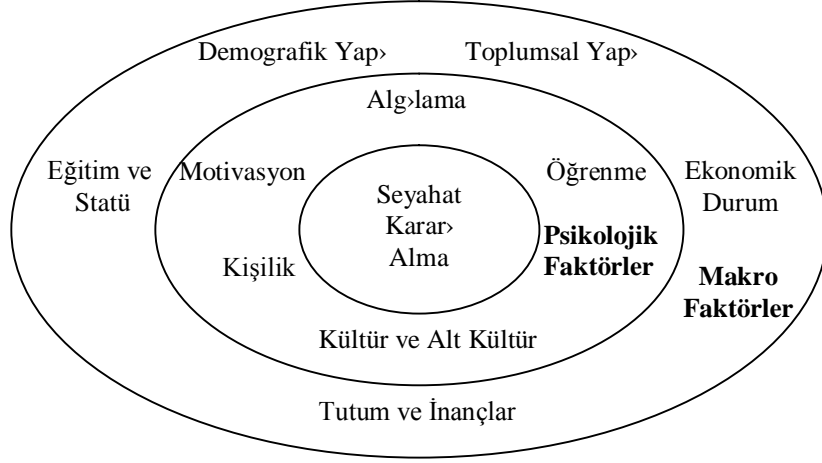 Demografik Yap› Toplumsal Yap›
Alg›lama
Eğitim ve
Statü
Motivasyon
Kişilik
Seyahat
Karar›
Alma
Öğrenme
Psikolojik
Faktörler
Ekonomik
Durum
Makro
Faktörler
Kültür ve Alt Kültür
Tutum ve İnançlar